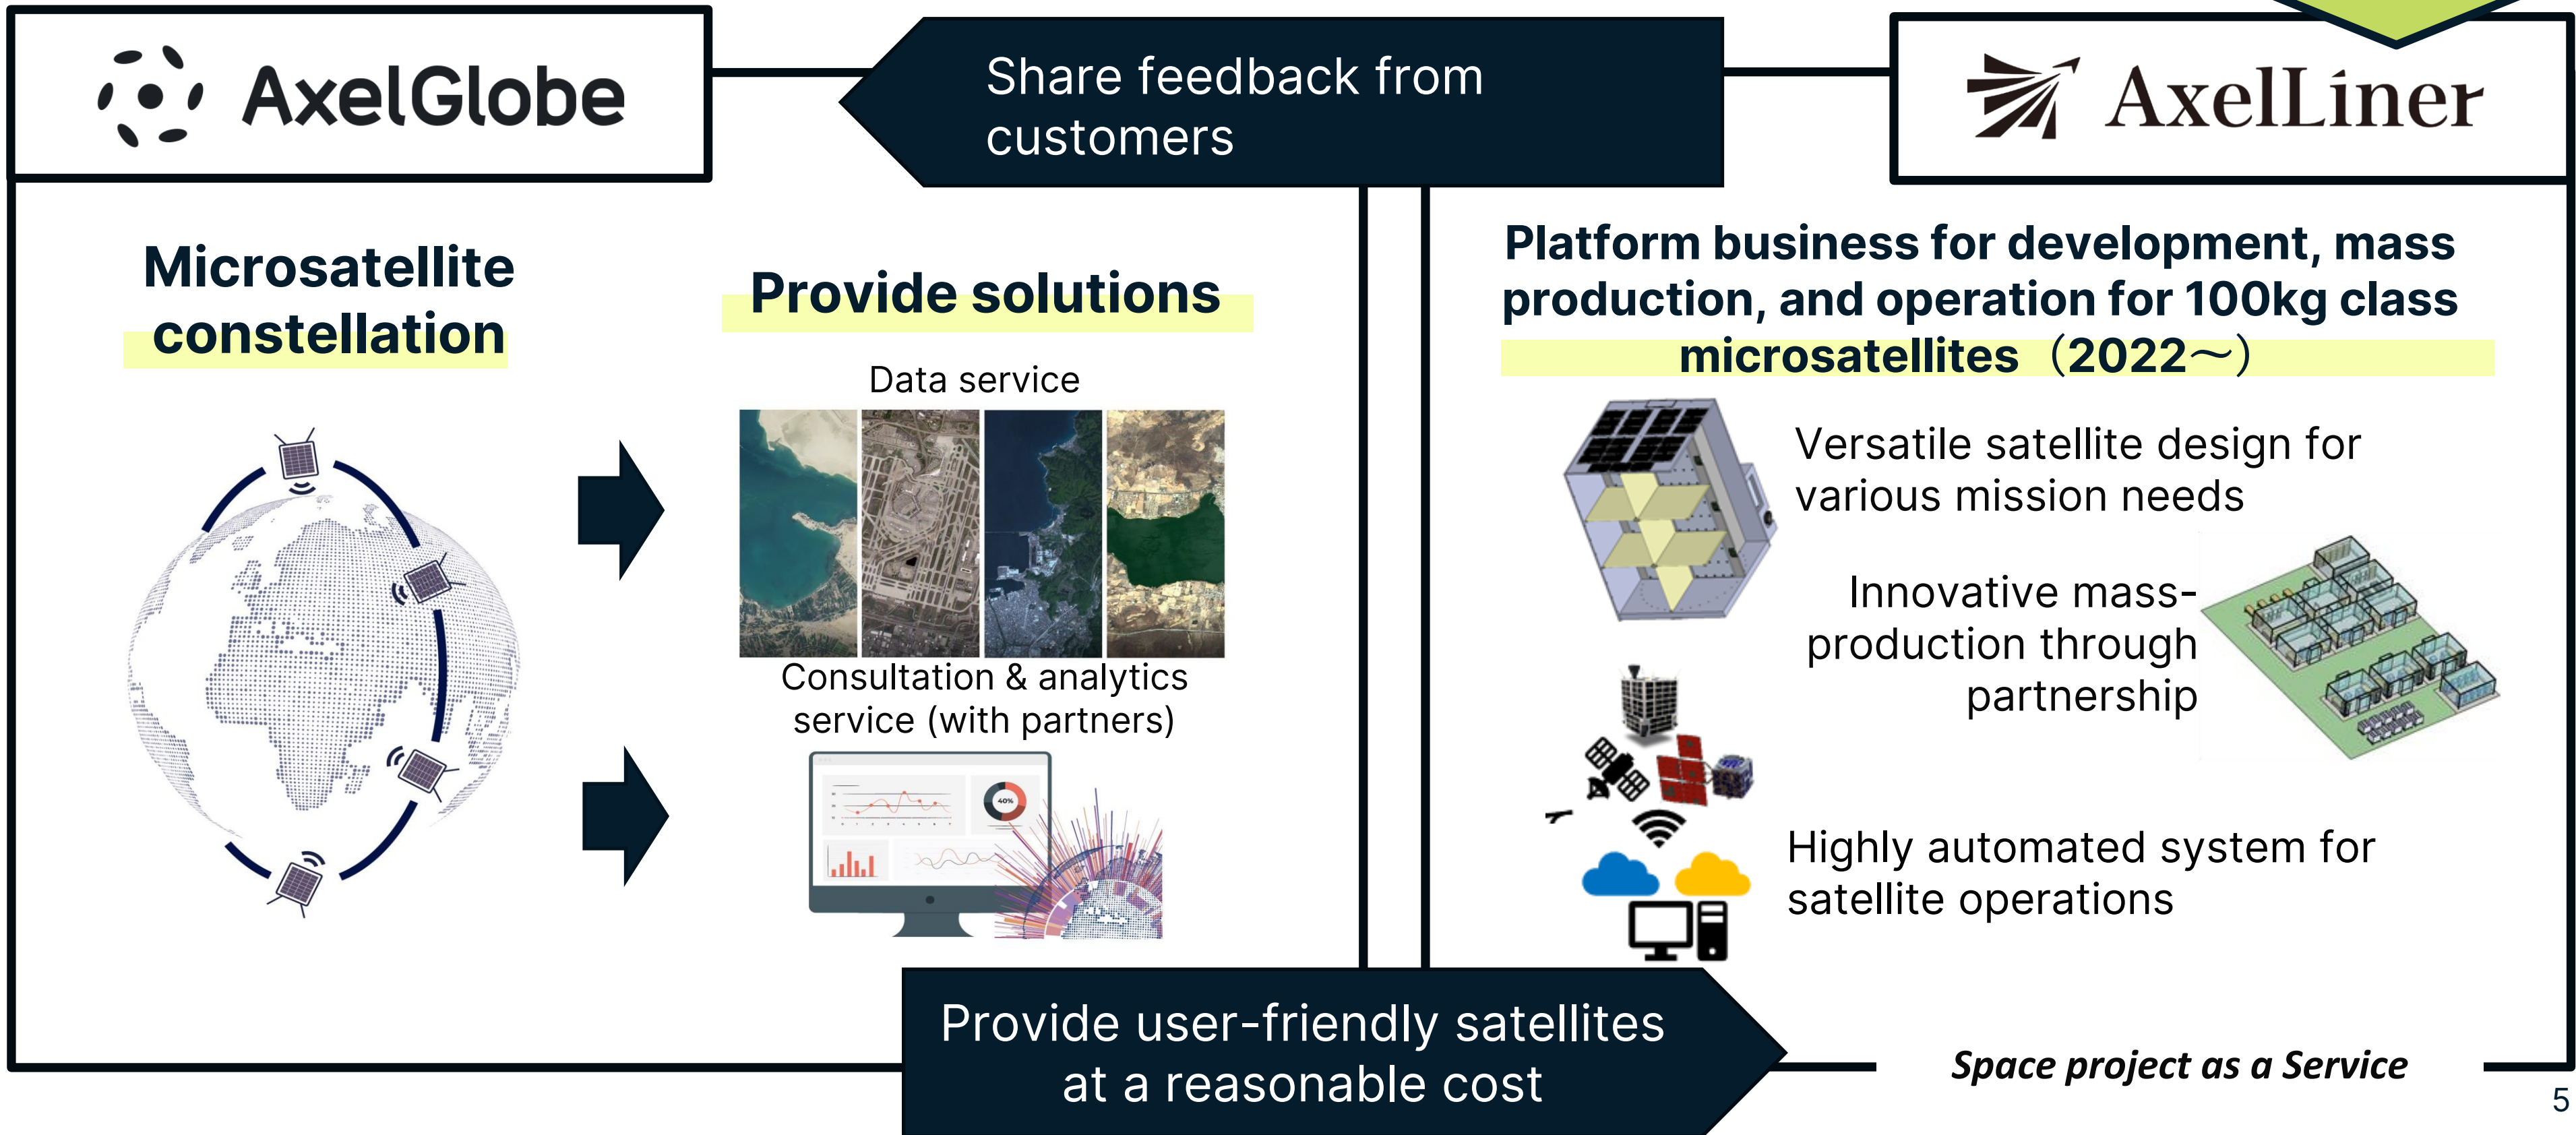 AxelGlobe
Share feedback from
customers
AxelLiner
Microsatellite
constellation
Provide solutions
Data service
Consultation & analytics
service (with partners)
40%
Platform business for development, mass
production, and operation for 100kg class
microsatellites（2022～）
Versatile satellite design for
various mission needs
Innovative mass-
production through
partnership
Highly automated system for
satellite operations
Provide user-friendly satellites
at a reasonable cost
Space project as a Service
5